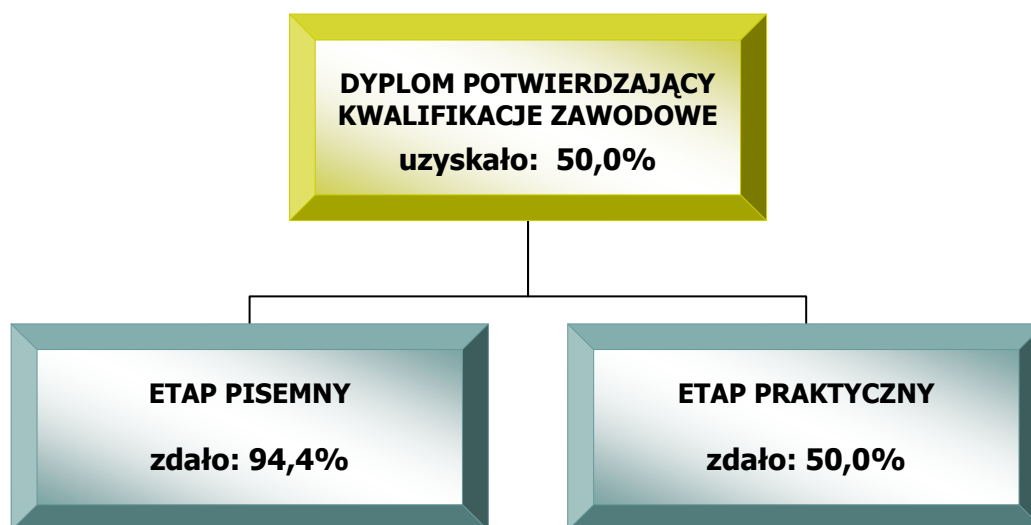 DYPLOM POTWIERDZAJĄCY
KWALIFIKACJE ZAWODOWE
uzyskało: 50,0%
ETAP PISEMNY
zdało: 94,4%
ETAP PRAKTYCZNY
zdało: 50,0%